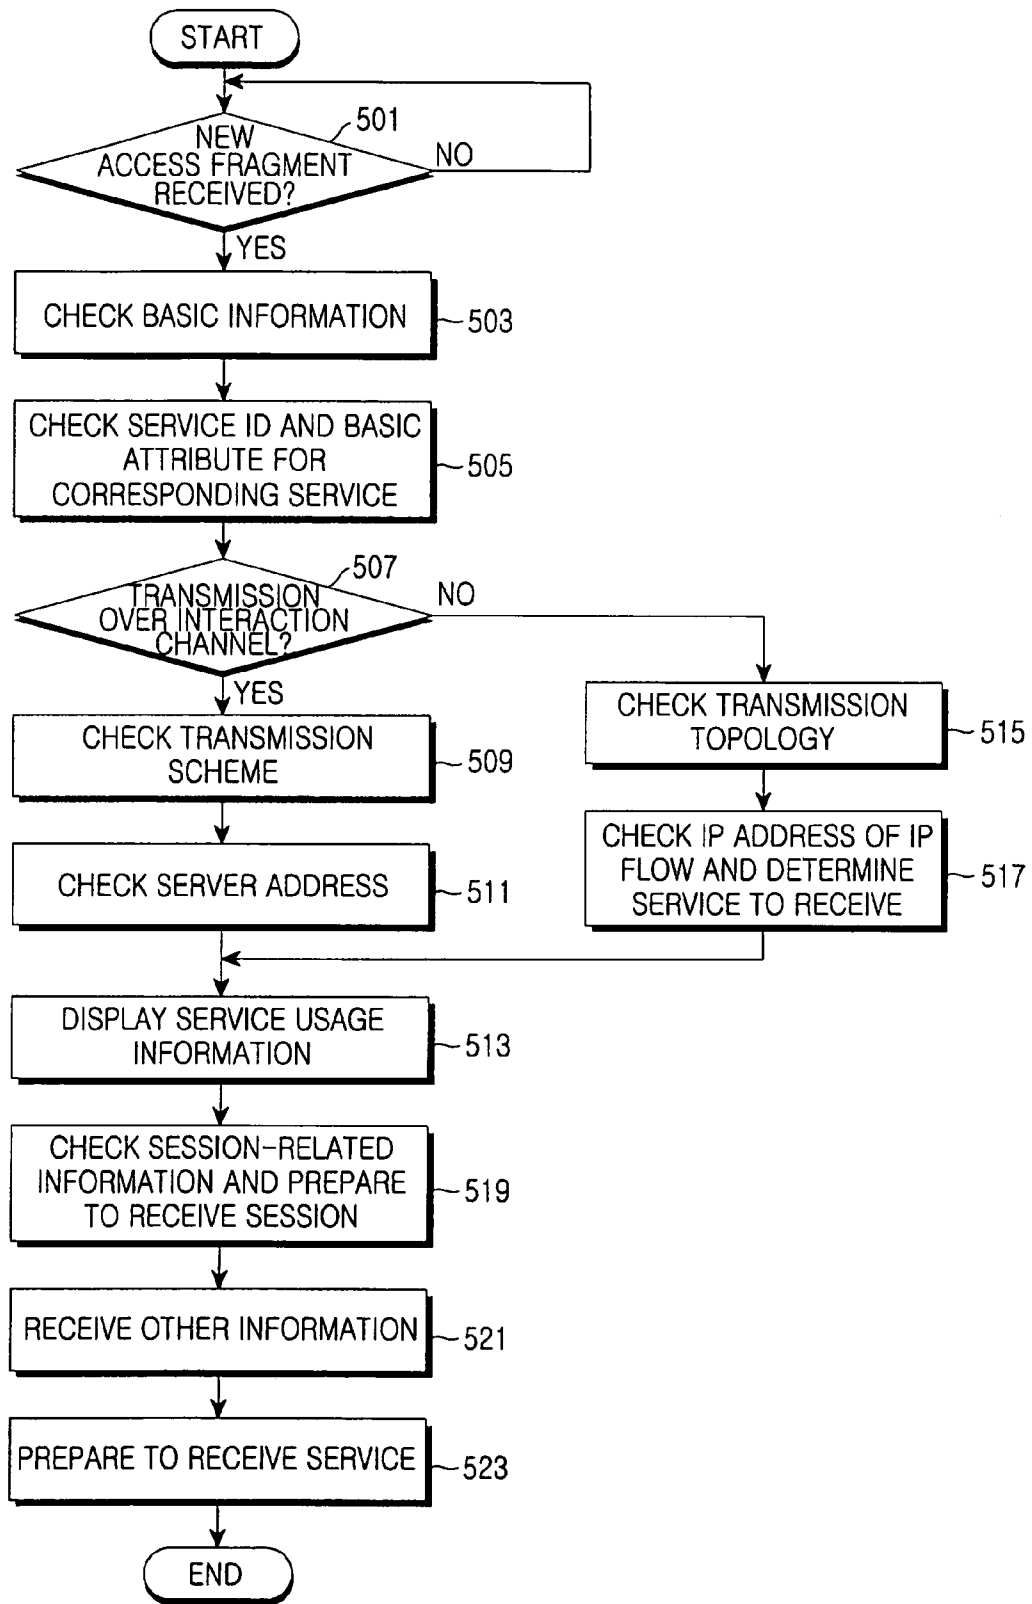 START
501
NEW
ACCESS FRAGMENT
RECEIVED?
NO
YES
CHECK BASIC INFORMATION
503
CHECK SERVICE ID AND BASIC
ATTRIBUTE FOR
CORRESPONDING SERVICE
505
507
TRANSMISSION
OVER INTERACTION
CHANNEL?
NO
YES
CHECK TRANSMISSION
SCHEME
509
CHECK TRANSMISSION
TOPOLOGY
515
CHECK SERVER ADDRESS
511
CHECK IP ADDRESS OF IP
FLOW AND DETERMINE
SERVICE TO RECEIVE
517
DISPLAY SERVICE USAGE
INFORMATION
513
CHECK SESSION-RELATED
INFORMATION AND PREPARE
TO RECEIVE SESSION
519
RECEIVE OTHER INFORMATION
521
PREPARE TO RECEIVE SERVICE
523
END